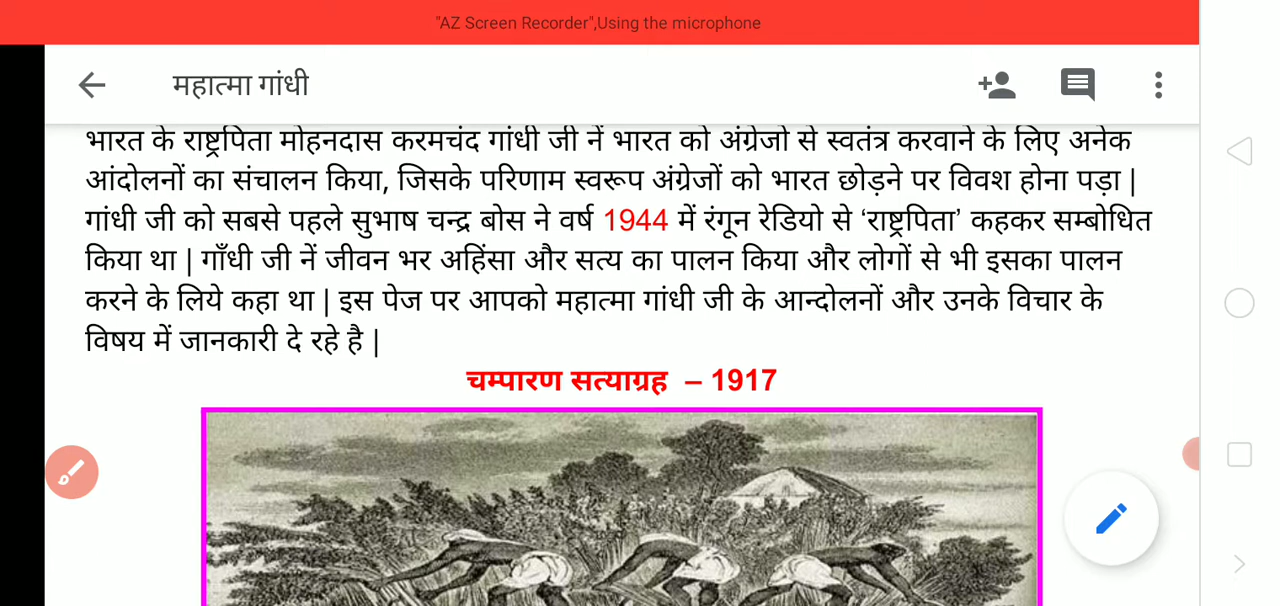 "AZ Screen Recorder",Using the microphone
महात्मा गांधी
भारत के राष्ट्रपिता मोहनदास करमचंद गांधी जी नें भारत को अंग्रेजो से स्वतंत्र करवाने के लिए अनेक
आंदोलनों का संचालन किया, जिसके परिणाम स्वरूप अंग्रेजों को भारत छोड़ने पर विवश होना पड़ा |
गांधी जी को सबसे पहले सुभाष चन्द्र बोस ने वर्ष 1944 में रंगून रेडियो से ‘राष्ट्रपिता’ कहकर सम्बोधित
किया था | गाँधी जी नें जीवन भर अहिंसा और सत्य का पालन किया और लोगों से भी इसका पालन
करने के लिये कहा था | इस पेज पर आपको महात्मा गांधी जी के आन्दोलनों और उनके विचार के
विषय में जानकारी दे रहे है |
चम्पारण सत्याग्रह – 1917